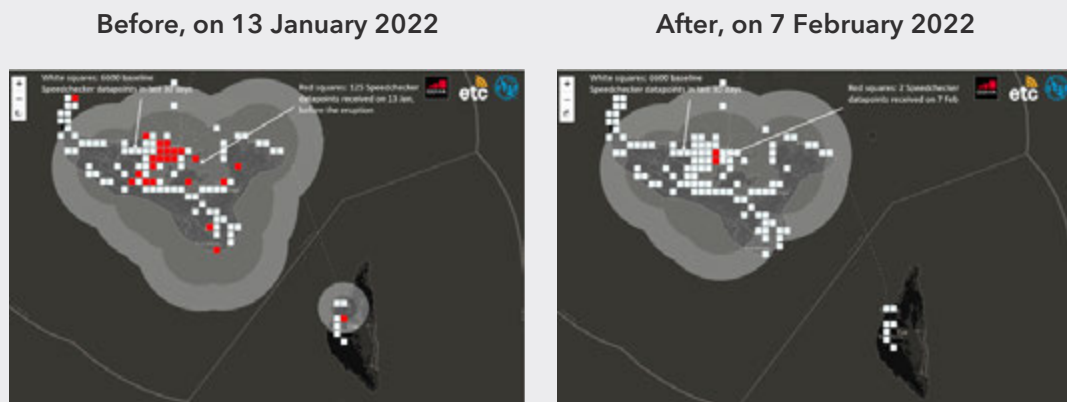 Before, on 13 January 2022
After, on 7 February 2022
White squares: 6600 baseline
Speedchecker datapoints in last 30 days
Red squares: 125 Speedchecker
datapoints received on 13 Jan,
before the eruption
etc
White squares: 6600 baseline
Speedchecker datapoints in last 30 days
Red squares: 2 Speedchecker
datapoints received on 7 Feb
etc